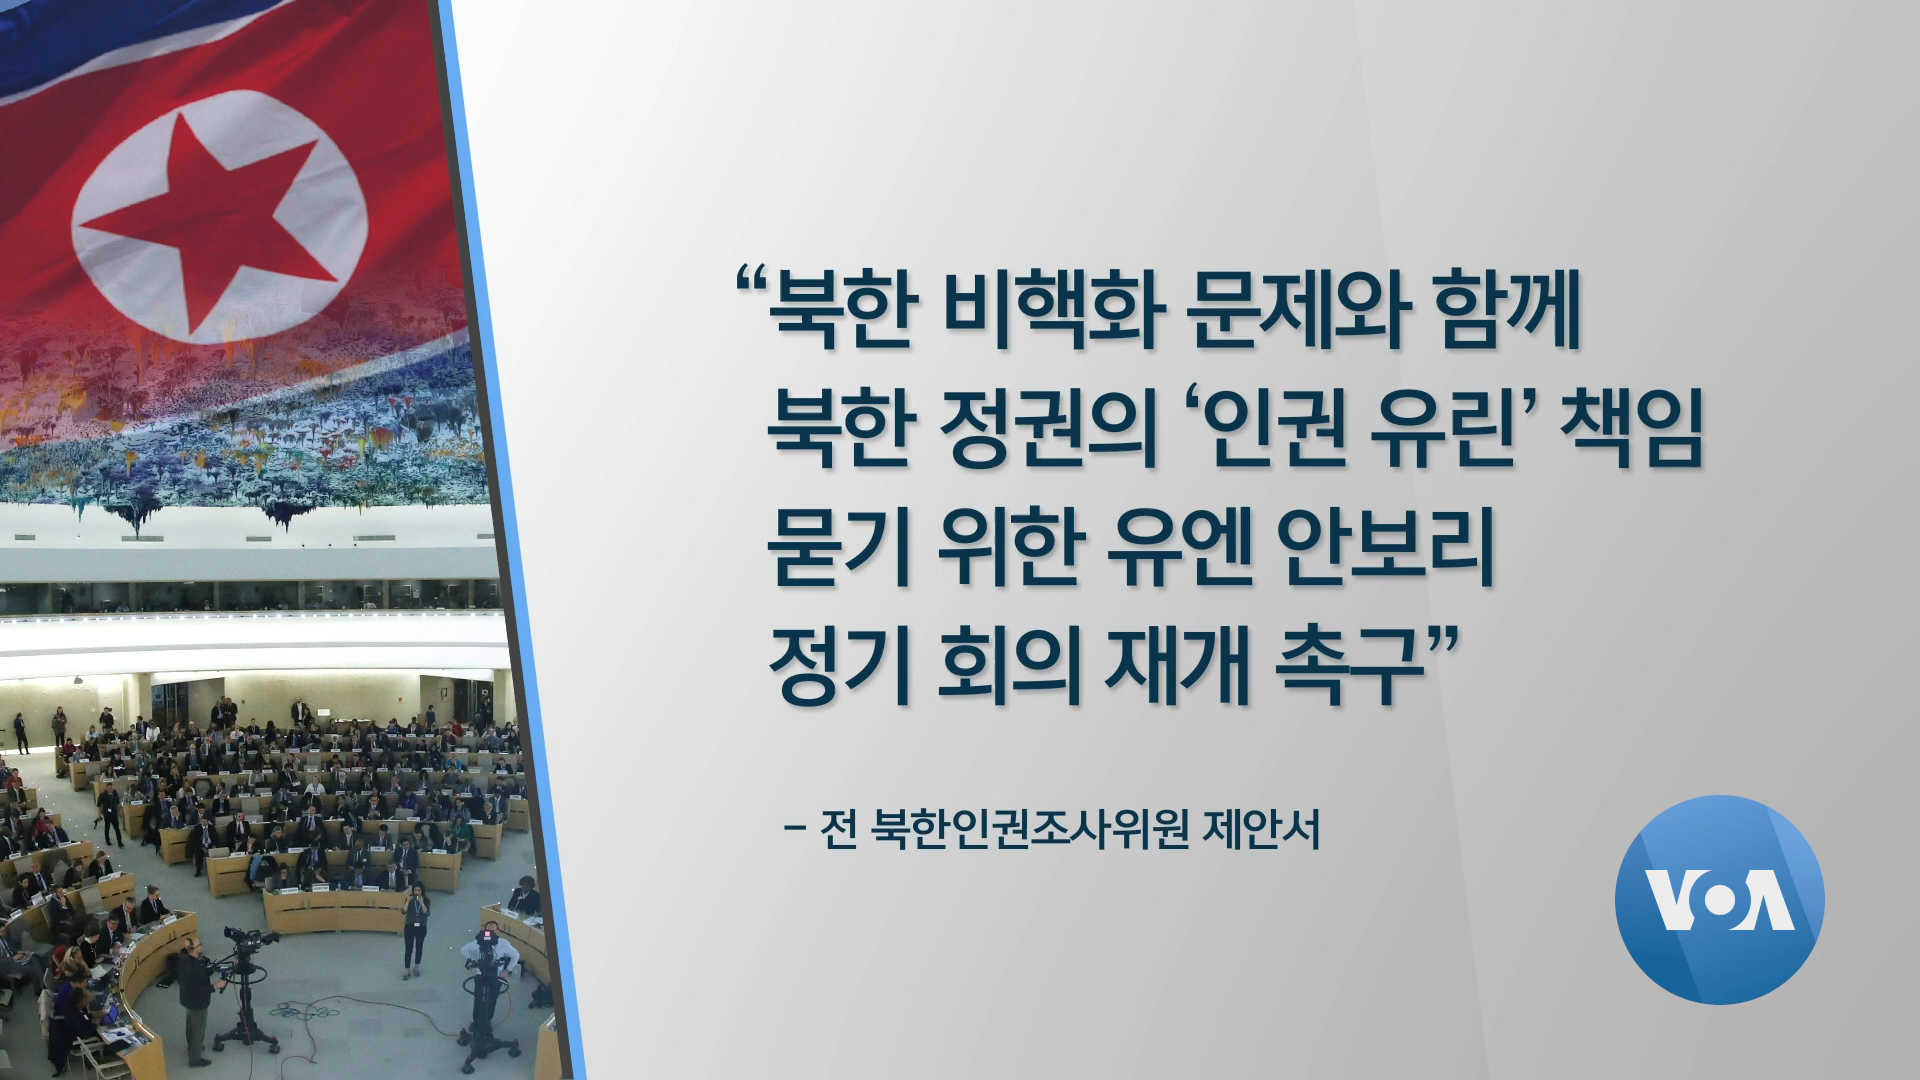 “북한 비핵화 문제와 함께
북한 정권의 ‘인권 유린’ 책임
묻기 위한 유엔 안보리
정기 회의 재개 촉구”
– 전 북한인권조사위원 제안서
VOA